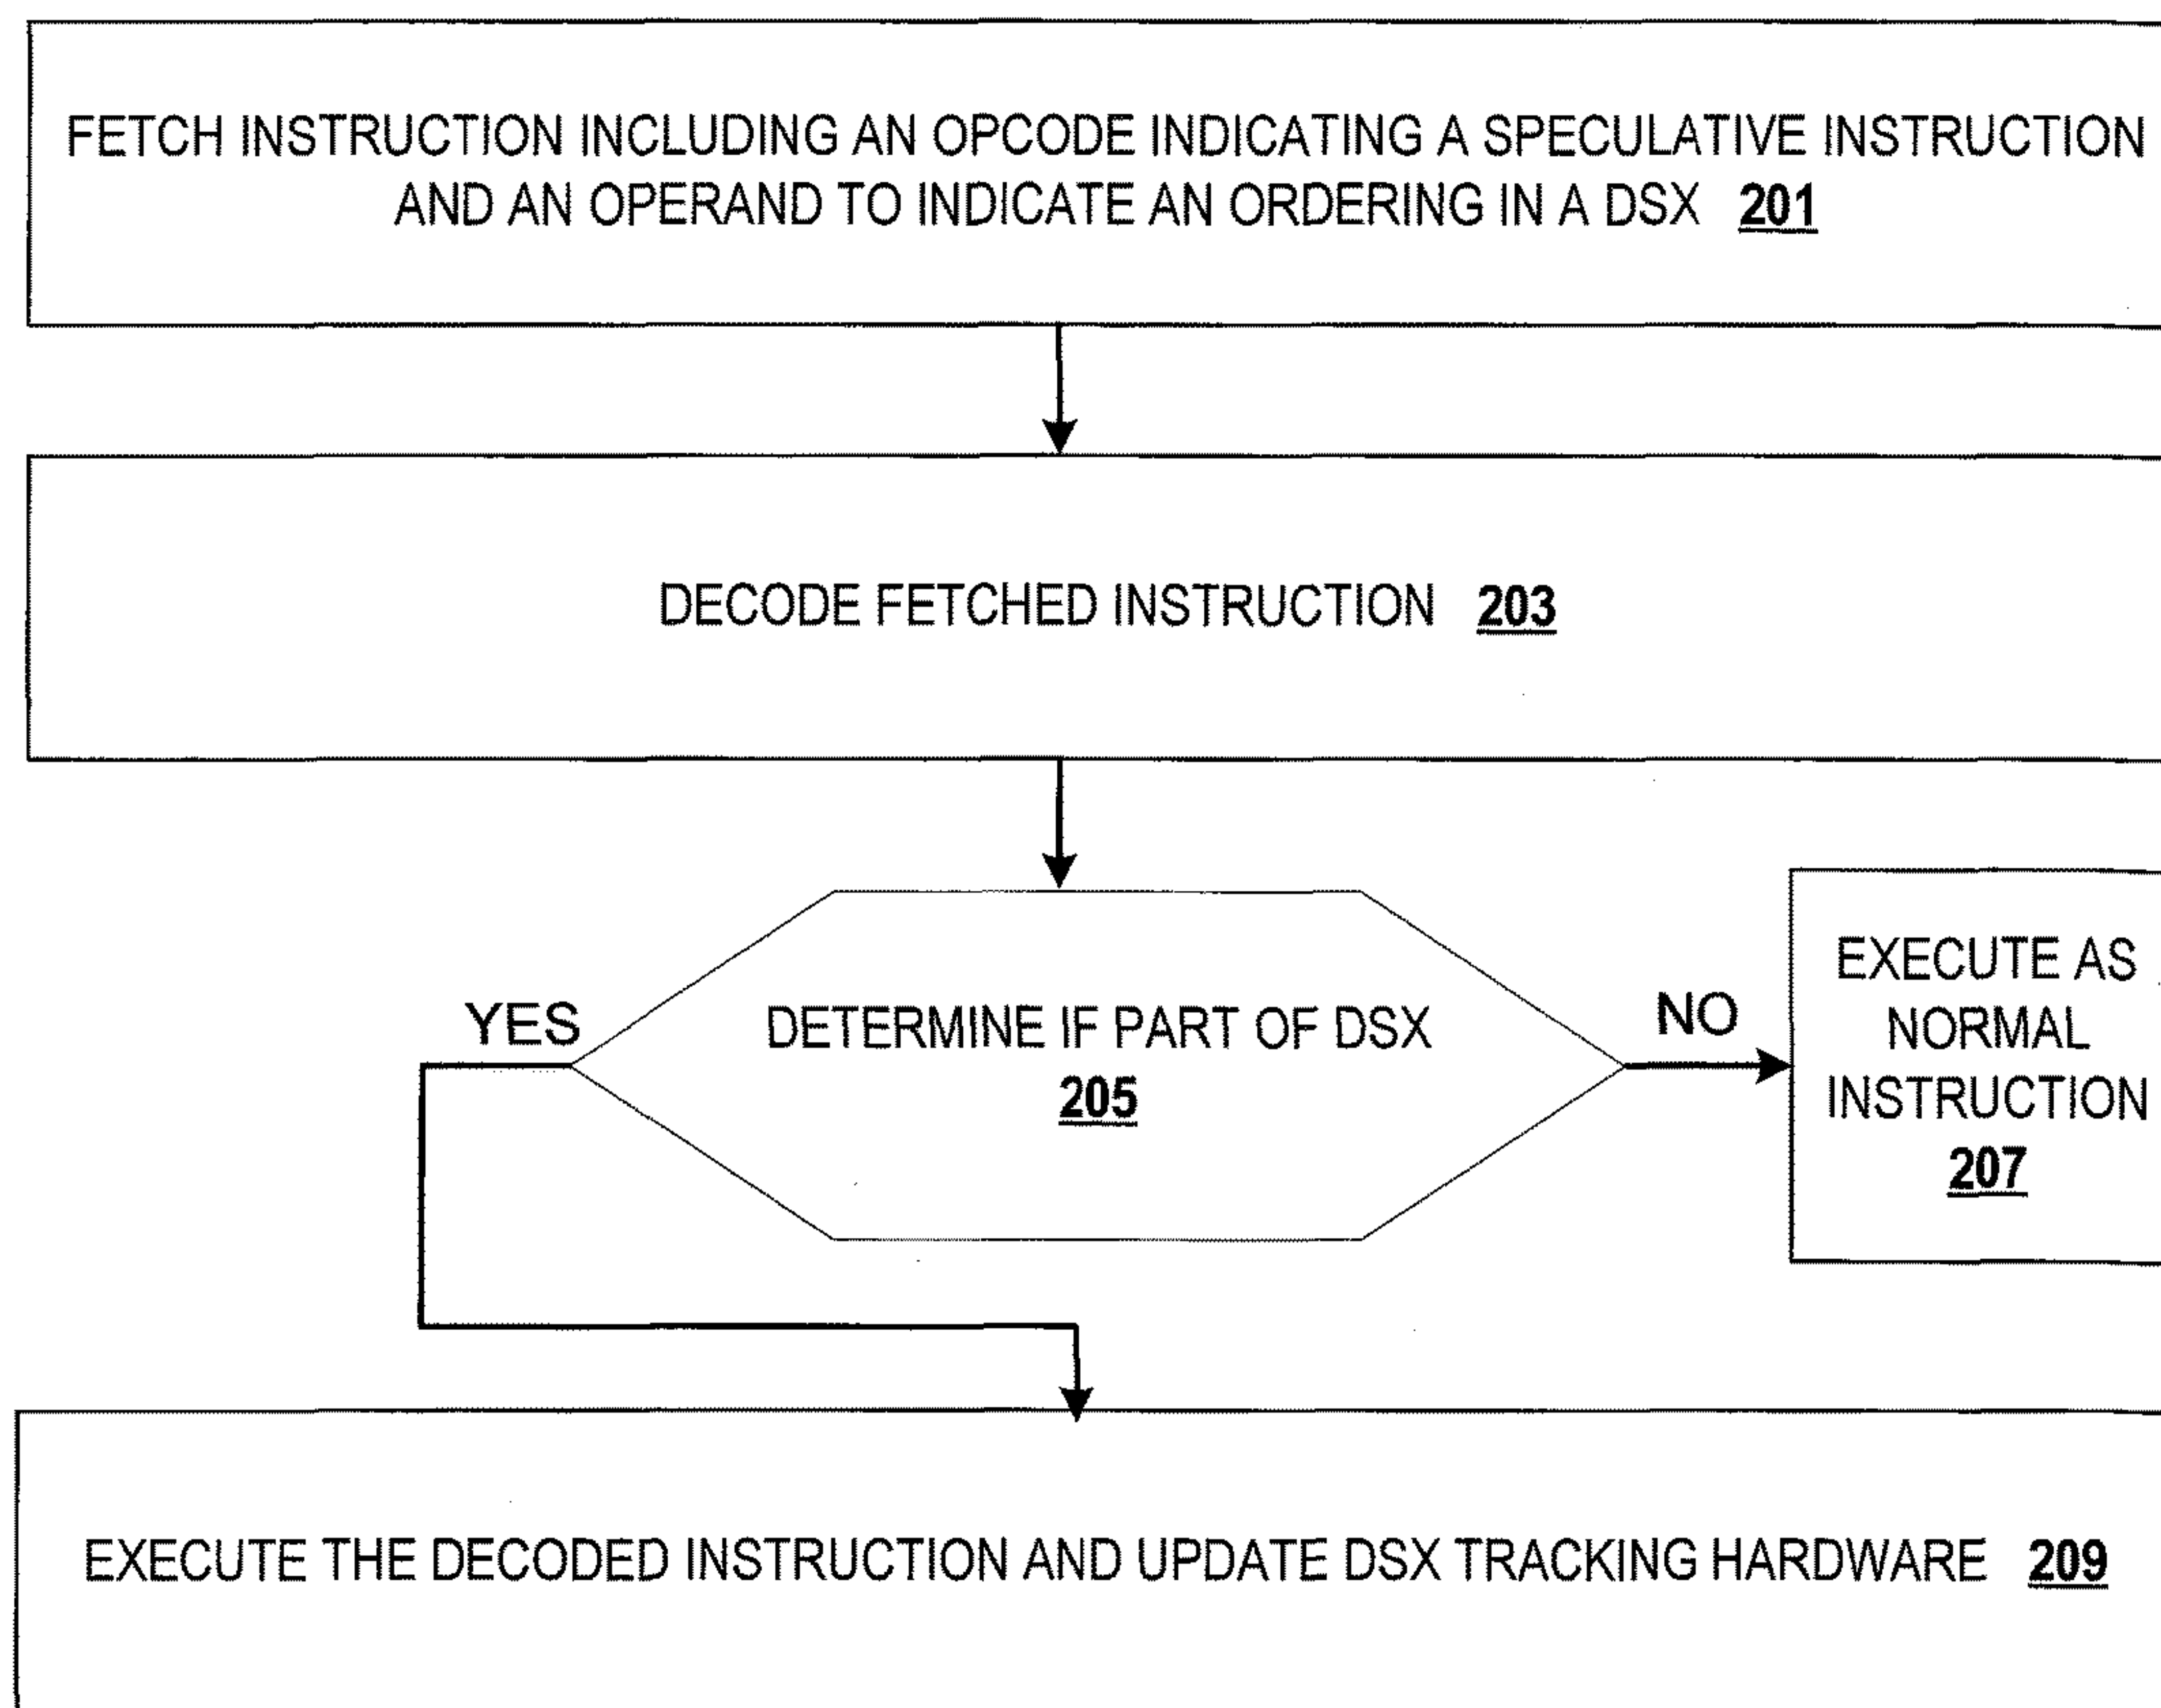 FETCH INSTRUCTION INCLUDING AN OPCODE INDICATING A SPECULATIVE INSTRUCTION
AND AN OPERAND TO INDICATE AN ORDERING IN A DSX 201
DECODE FETCHED INSTRUCTION 203
YES
DETERMINE IF PART OF DSX
205
NO
EXECUTE AS
NORMAL
INSTRUCTION
207
EXECUTE THE DECODED INSTRUCTION AND UPDATE DSX TRACKING HARDWARE 209